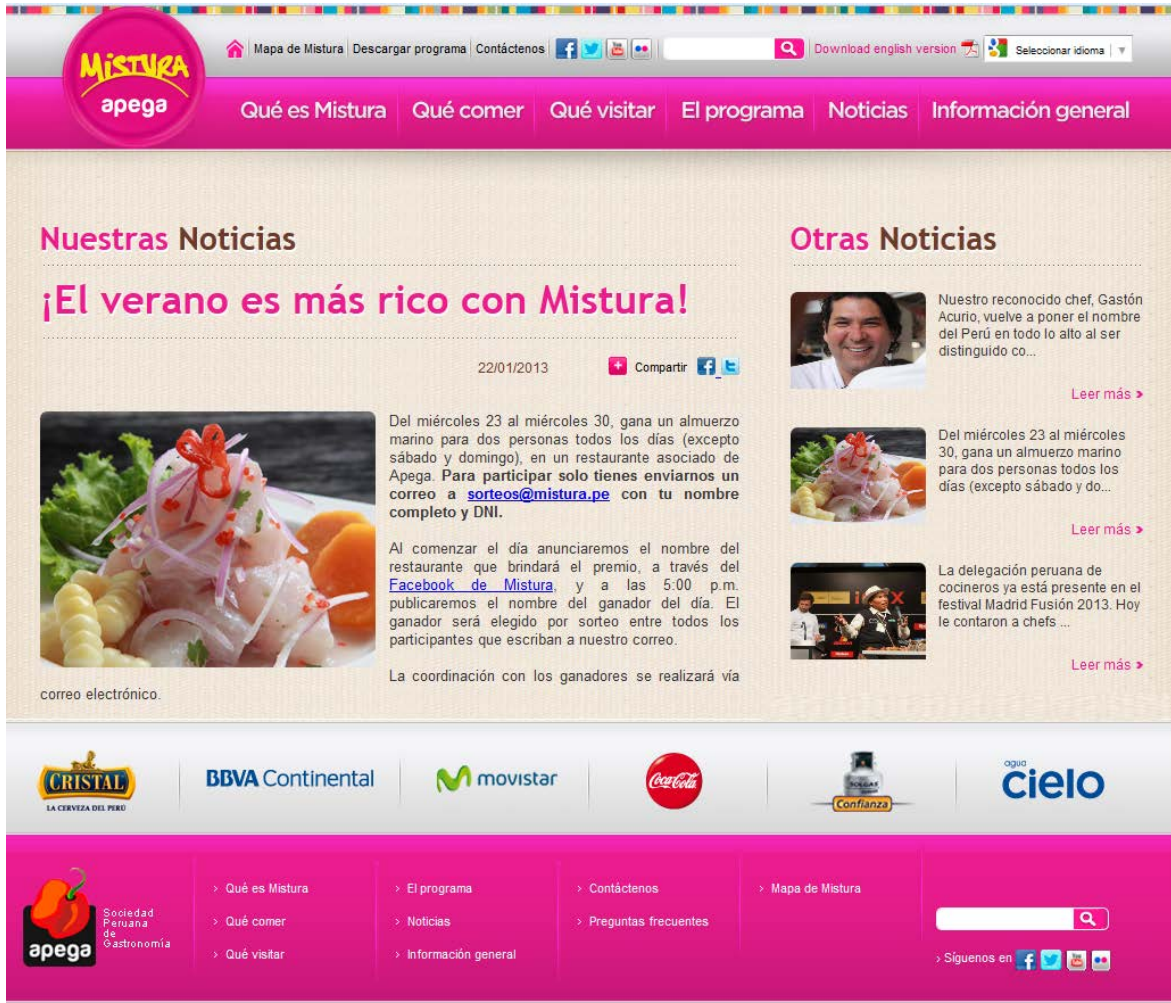 MISTURA
apega
Mapa de Mistura
Descargar programa
Contáctenos
Download english version
Seleccionar idioma
Qué es Mistura
Qué comer
Qué visitar
El programa
Noticias
Información general
Nuestras Noticias
¡El verano es más rico con Mistura!
22/01/2013
Compartir
Del miércoles 23 al miércoles 30, gana un almuerzo
marino para dos personas todos los días (excepto
sábado y domingo), en un restaurante asociado de
Apega. Para participar solo tienes enviarnos un
correo a sorteos@mistura.pe con tu nombre
completo y DNI.
Al comenzar el día anunciaremos el nombre del
restaurante que brindará el premio, a través del
Facebook de Mistura, y a las 5:00 p.m.
publicaremos el nombre del ganador del día. El
ganador será elegido por sorteo entre todos los
participantes que escriban a nuestro correo.
La coordinación con los ganadores se realizará vía
correo electrónico.
Otras Noticias
Nuestro reconocido chef, Gastón
Acurio, vuelve a poner el nombre
del Perú en todo lo alto al ser
distinguido co...
Leer más
Del miércoles 23 al miércoles
30, gana un almuerzo marino
para dos personas todos los
días (excepto sábado y do...
Leer más
La delegación peruana de
cocineros ya está presente en el
festival Madrid Fusión 2013. Hoy
le contaron a chefs ...
Leer más
CRISTAL
LA CERVEZA DEL PERÚ
BBVA Continental
movistar
Coca-Cola
SOLGAS
Confianza
agua
cielo
apega
Sociedad
Peruana
de
Gastronomía
› Qué es Mistura
› Qué comer
› Qué visitar
› El programa
› Noticias
› Información general
› Contáctenos
› Preguntas frecuentes
› Mapa de Mistura
› Síguenos en